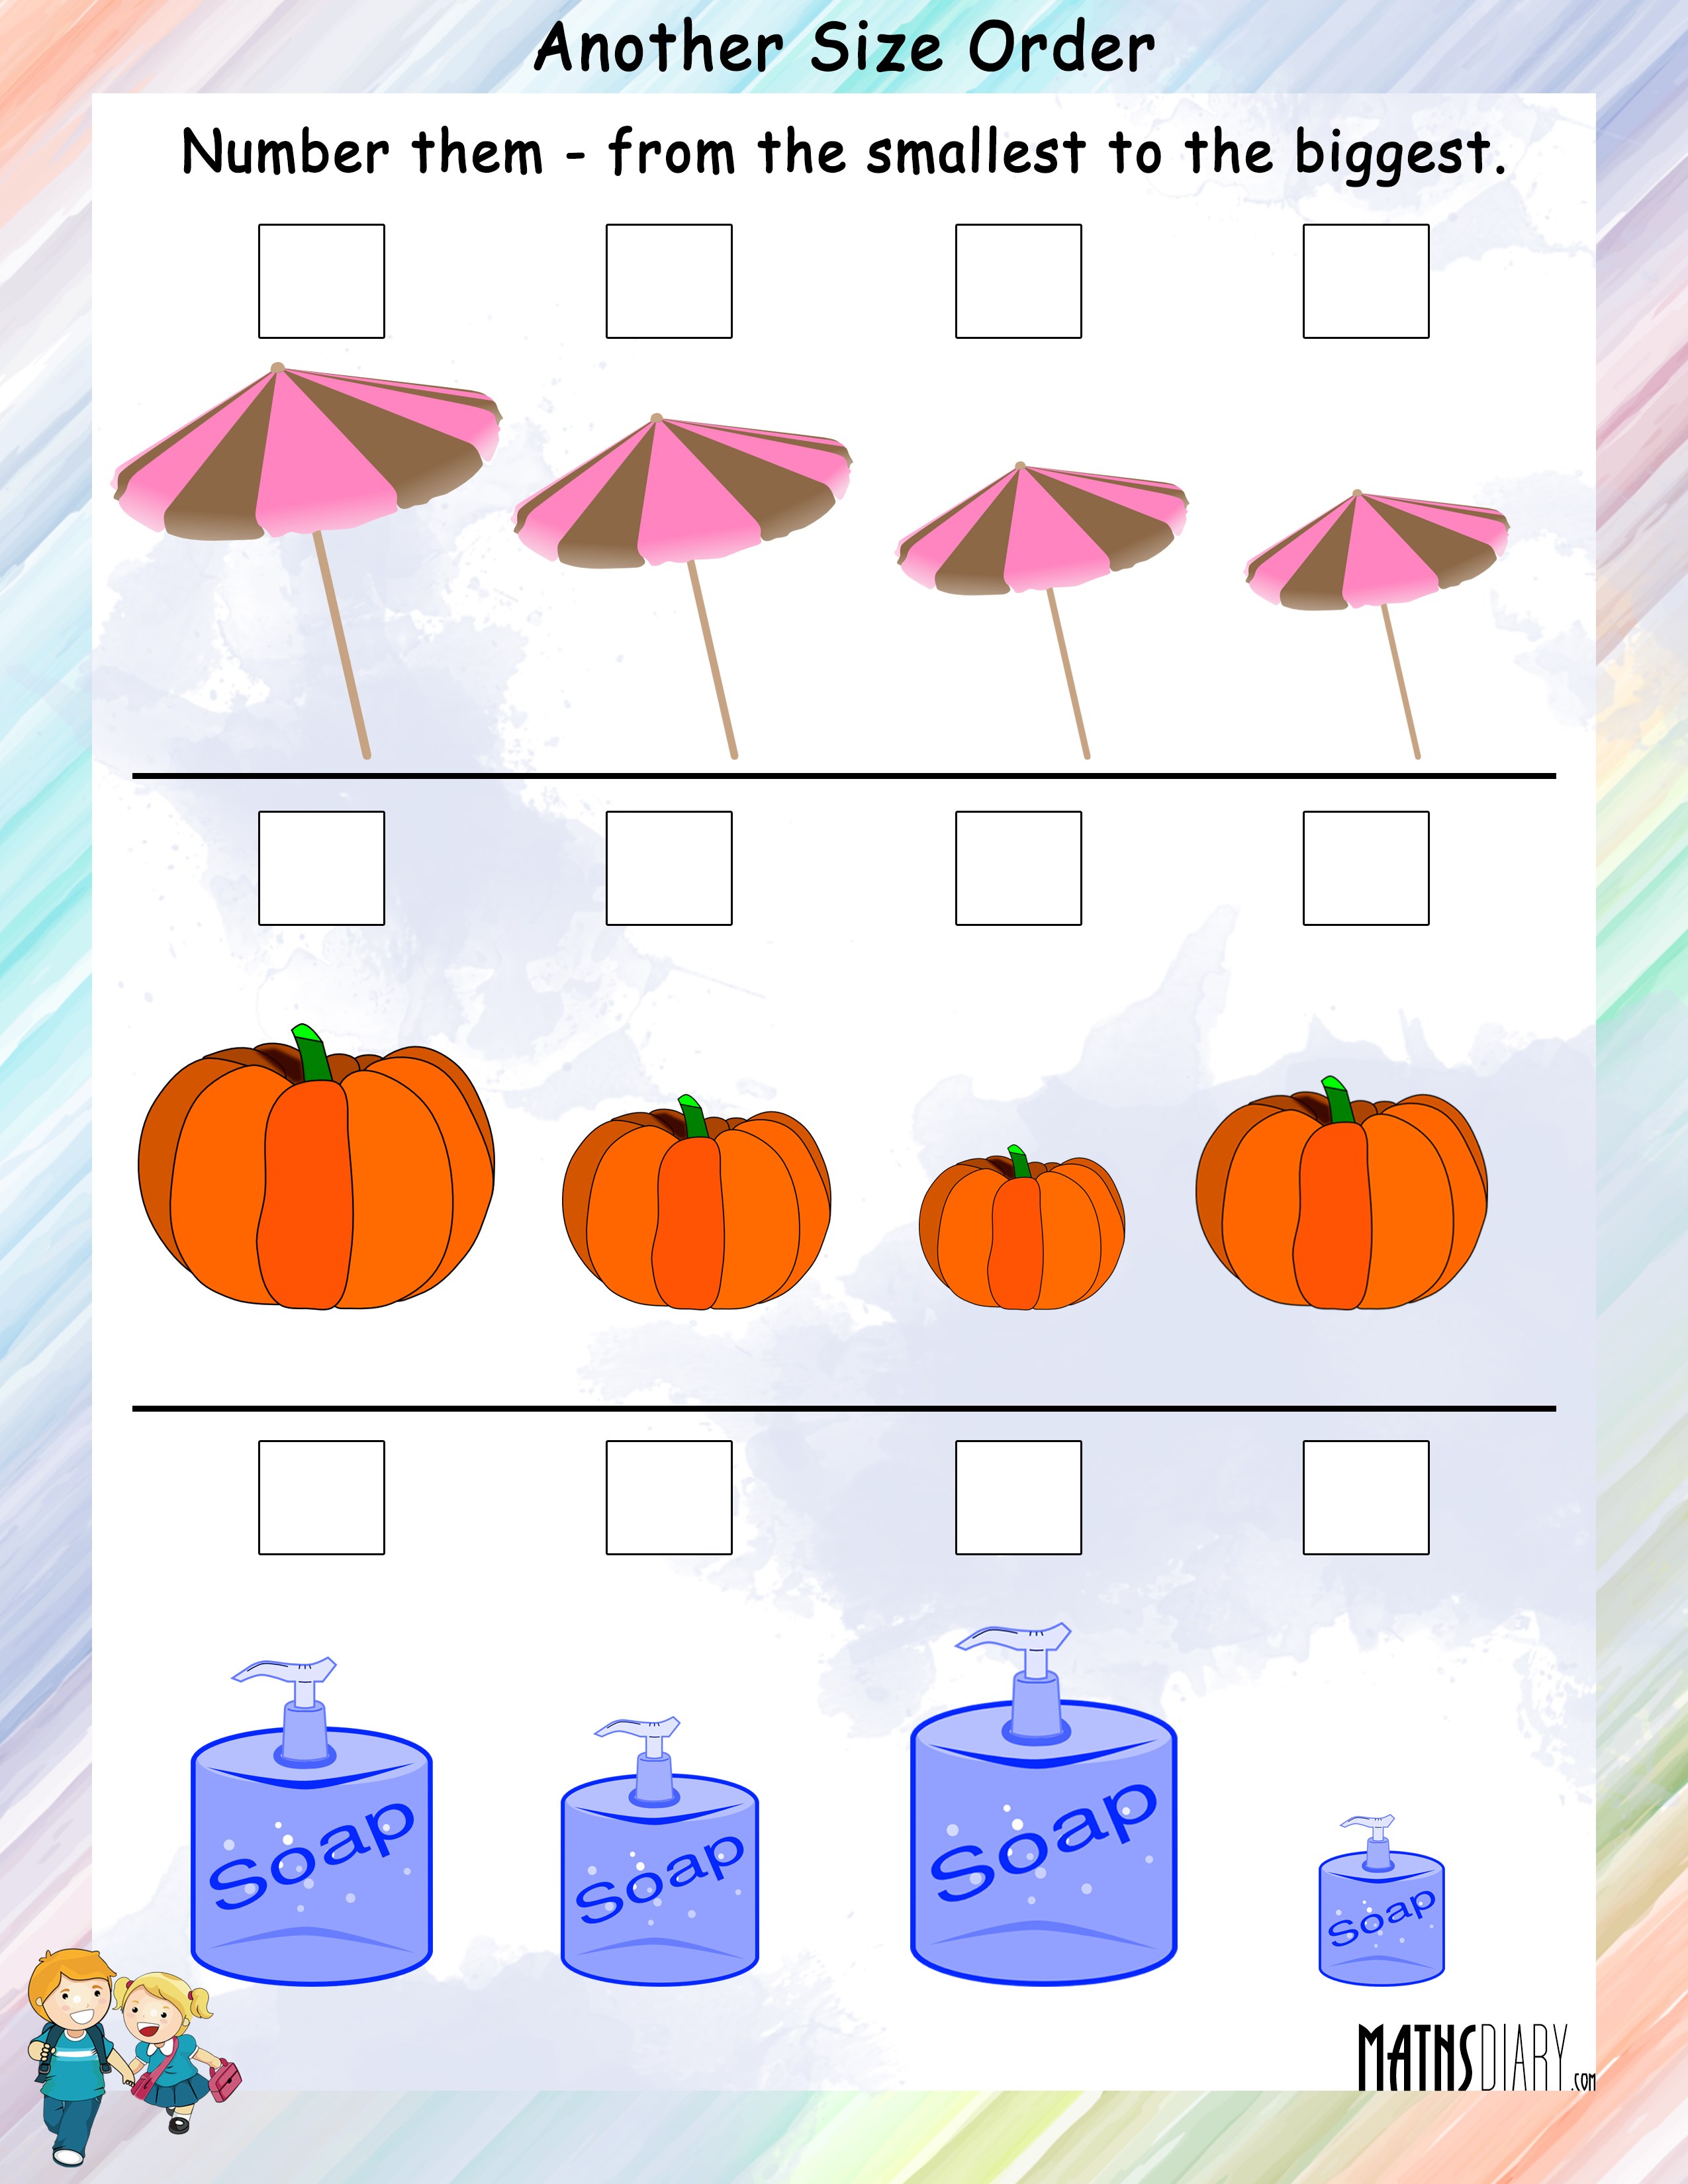 Another Size Order
Number them - from the smallest to the biggest.
Soap
Soap
Soap
Soap
MATHSDIARY.COM